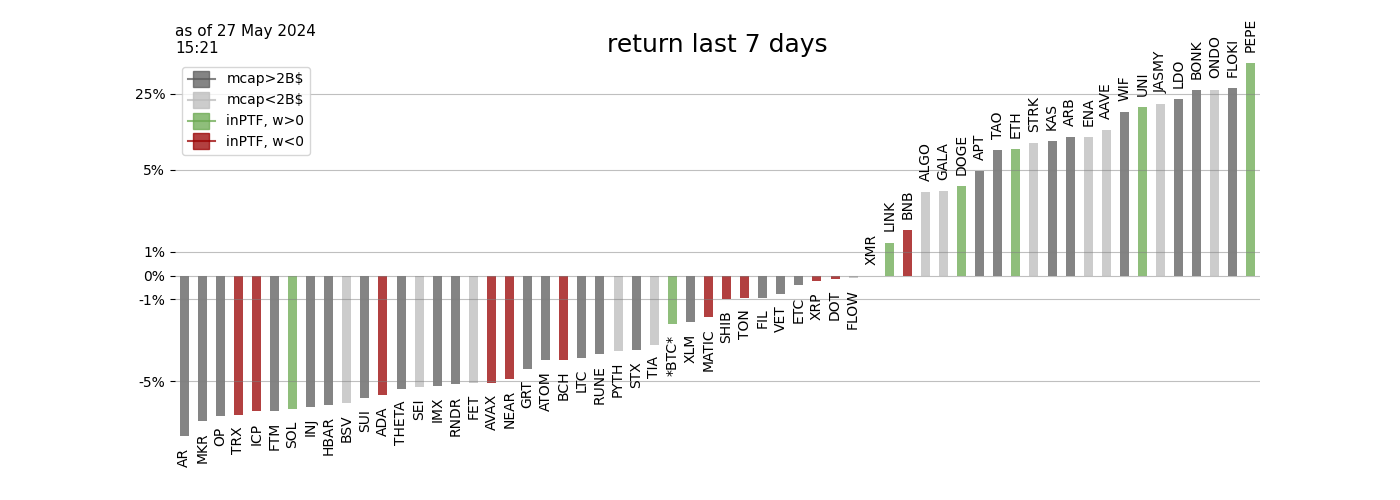 as of 27 May 2024
15:21
return last 7 days
mcap>2B$
mcap<2B$
inPTF, w>0
inPTF, w<0
25%
5%
1%
0%
-1%
-5%
AR
MKR
OP
TRX
ICP
FTM
SOL
INJ
HBAR
BSV
SUI
ADA
THETA
SEI
IMX
RNDR
FET
AVAX
NEAR
GRT
ATOM
BCH
LTC
RUNE
PYTH
STX
TIA
*BTC*
XLM
MATIC
SHIB
TON
FIL
VET
ETC
XRP
DOT
FLOW
XMR
LINK
BNB
ALGO
GALA
DOGE
APT
TAO
ETH
STRK
KAS
ARB
ENA
AAVE
WIF
UNI
JASMY
LDO
BONK
ONDO
FLOKI
PEPE